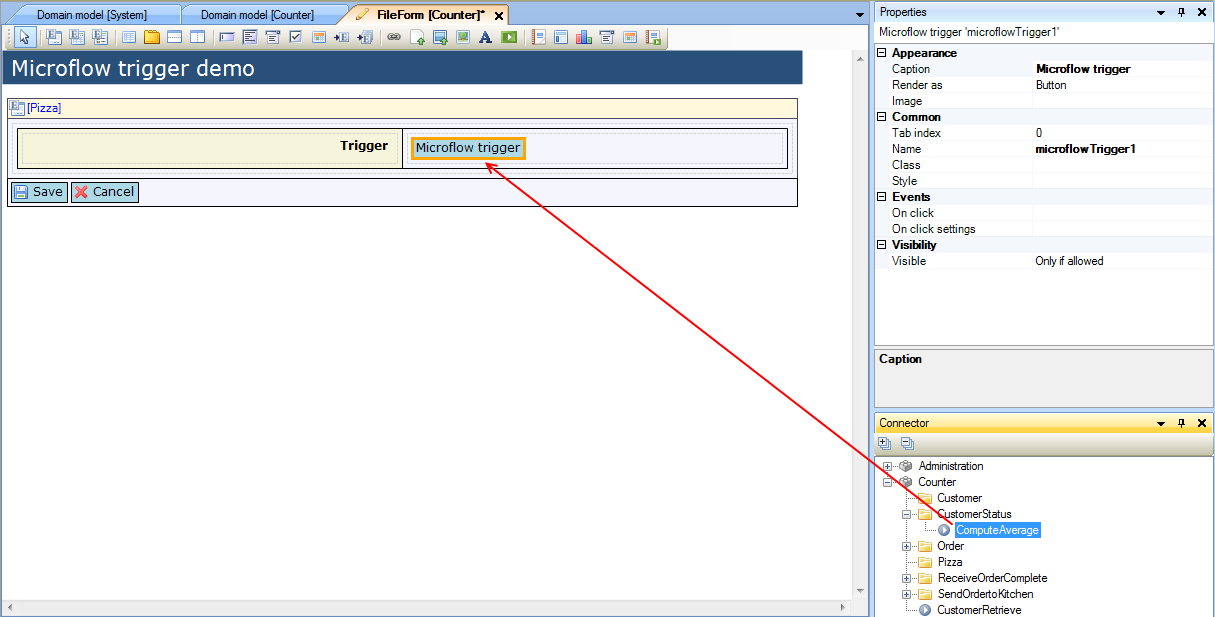 Domain model [System]
Domain model [Counter]
FileForm [Counter]*
Microflow trigger demo
[Pizza]
Trigger
Microflow trigger
Save
Cancel
Properties
Microflow trigger 'microflowTrigger1'
Appearance
Caption Microflow trigger
Render as Button
Image
Common
Tab index 0
Name microflowTrigger1
Class
Style
Events
On click
On click settings
Visibility
Visible Only if allowed
Caption
Connector
Administration
Counter
Customer
CustomerStatus
ComputeAverage
Order
Pizza
ReceiveOrderComplete
SendOrdertoKitchen
CustomerRetrieve